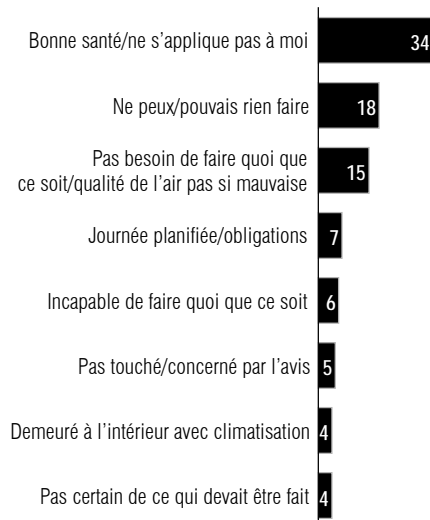 Bonne santé/ne s’applique pas à moi 34
Ne peux/pouvais rien faire 18
Pas besoin de faire quoi que
ce soit/qualité de l’air pas si mauvaise 15
Journée planifiée/obligations 7
Incapable de faire quoi que ce soit 6
Pas touché/concerné par l’avis 5
Demeuré à l’intérieur avec climatisation 4
Pas certain de ce qui devait être fait 4